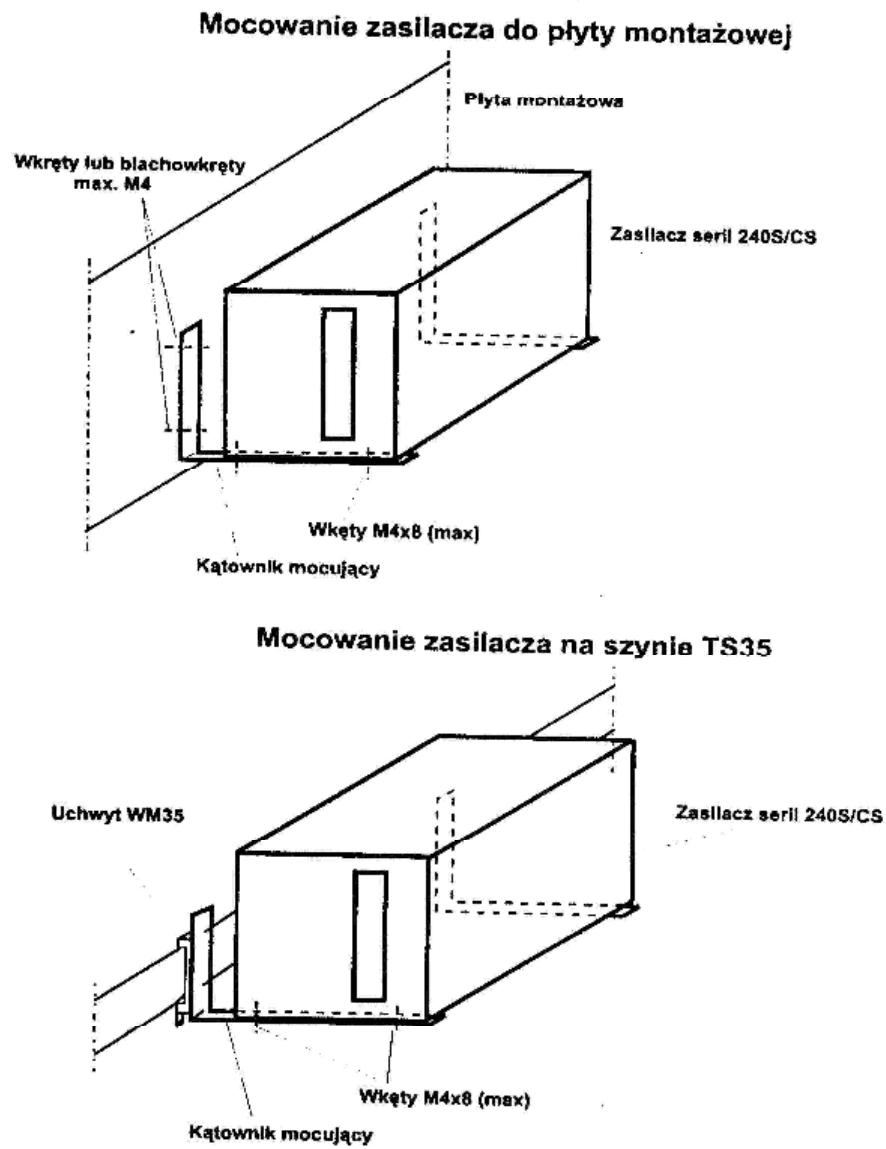 Mocowanie zasilacza do płyty montażowej
Płyta montażowa
Wkręty lub blachowkręty
max. M4
Zasilacz serii 240S/CS
Wkęty M4x8 (max)
Kątownik mocujący
Mocowanie zasilacza na szynie TS35
Uchwyt WM35
Zasilacz serii 240S/CS
Wkęty M4x8 (max)
Kątownik mocujący